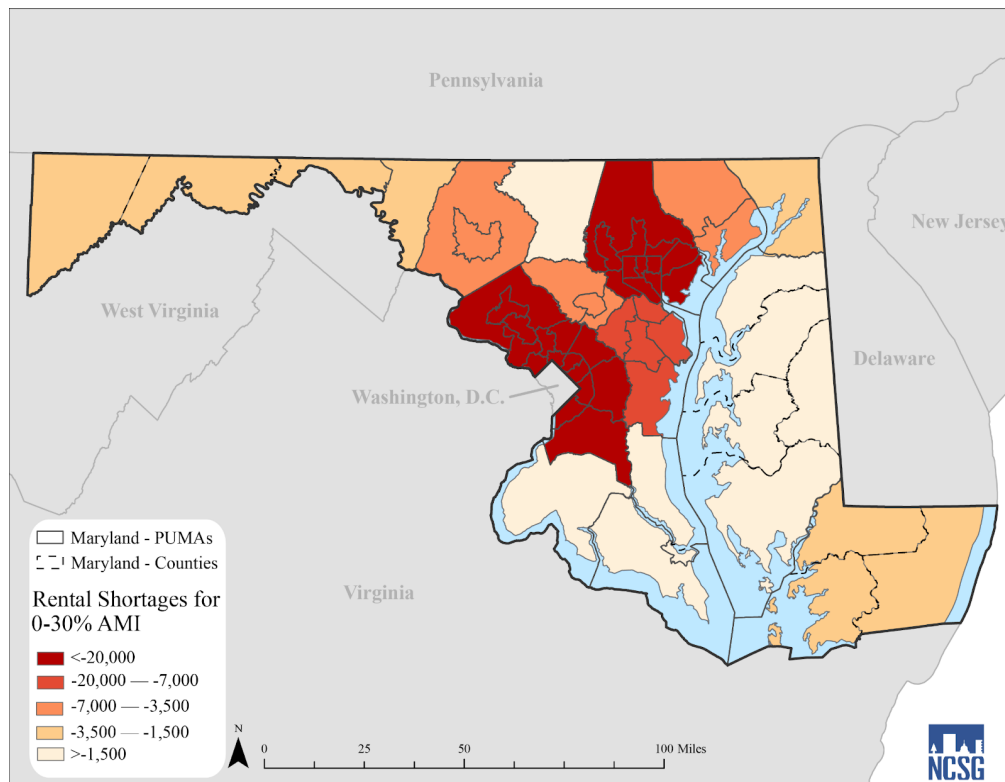 Pennsylvania
New Jersey
West Virginia
Delaware
Washington, D.C.
Virginia
Maryland - PUMAs
Maryland - Counties
Rental Shortages for
0-30% AMI
<-20,000
-20,000 — -7,000
-7,000 — -3,500
-3,500 — -1,500
>-1,500
N
0 25 50 100 Miles
NCSG